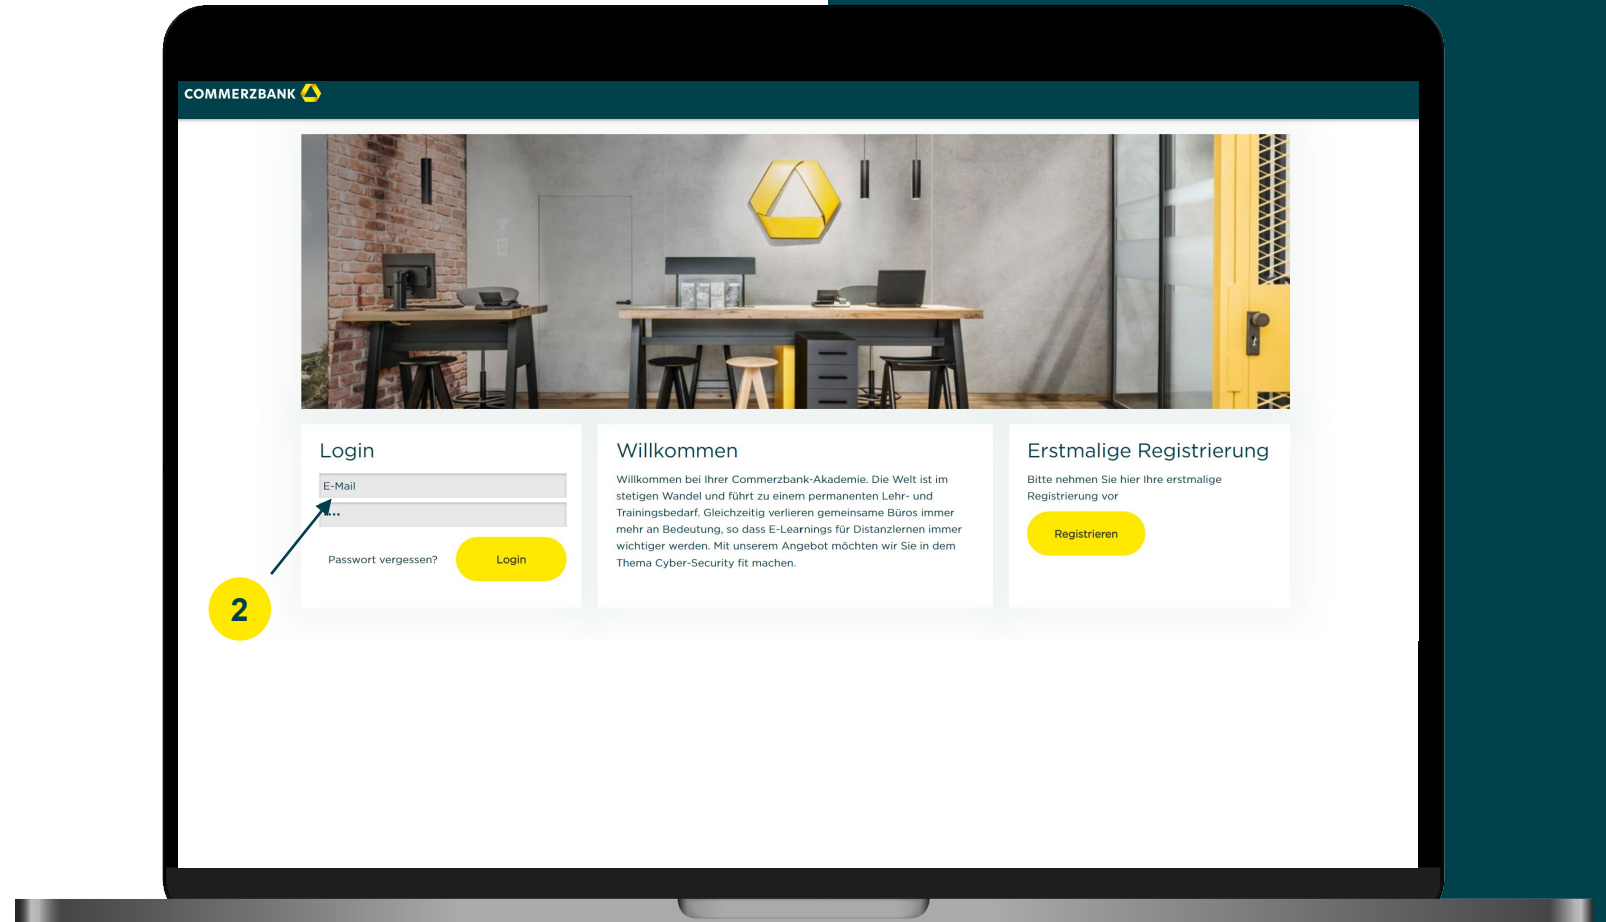 COMMERZBANK
Login
E-Mail
Passwort vergessen?
Login
2
Willkommen
Willkommen bei Ihrer Commerzbank-Akademie. Die Welt ist im
stetigen Wandel und führt zu einem permanenten Lehr- und
Trainingsbedarf. Gleichzeitig verlieren gemeinsame Büros immer
mehr an Bedeutung, so dass E-Learnings für Distanzlernen immer
wichtiger werden. Mit unserem Angebot möchten wir Sie in dem
Thema Cyber-Security fit machen.
Erstmalige Registrierung
Bitte nehmen Sie hier Ihre erstmalige
Registrierung vor
Registrieren